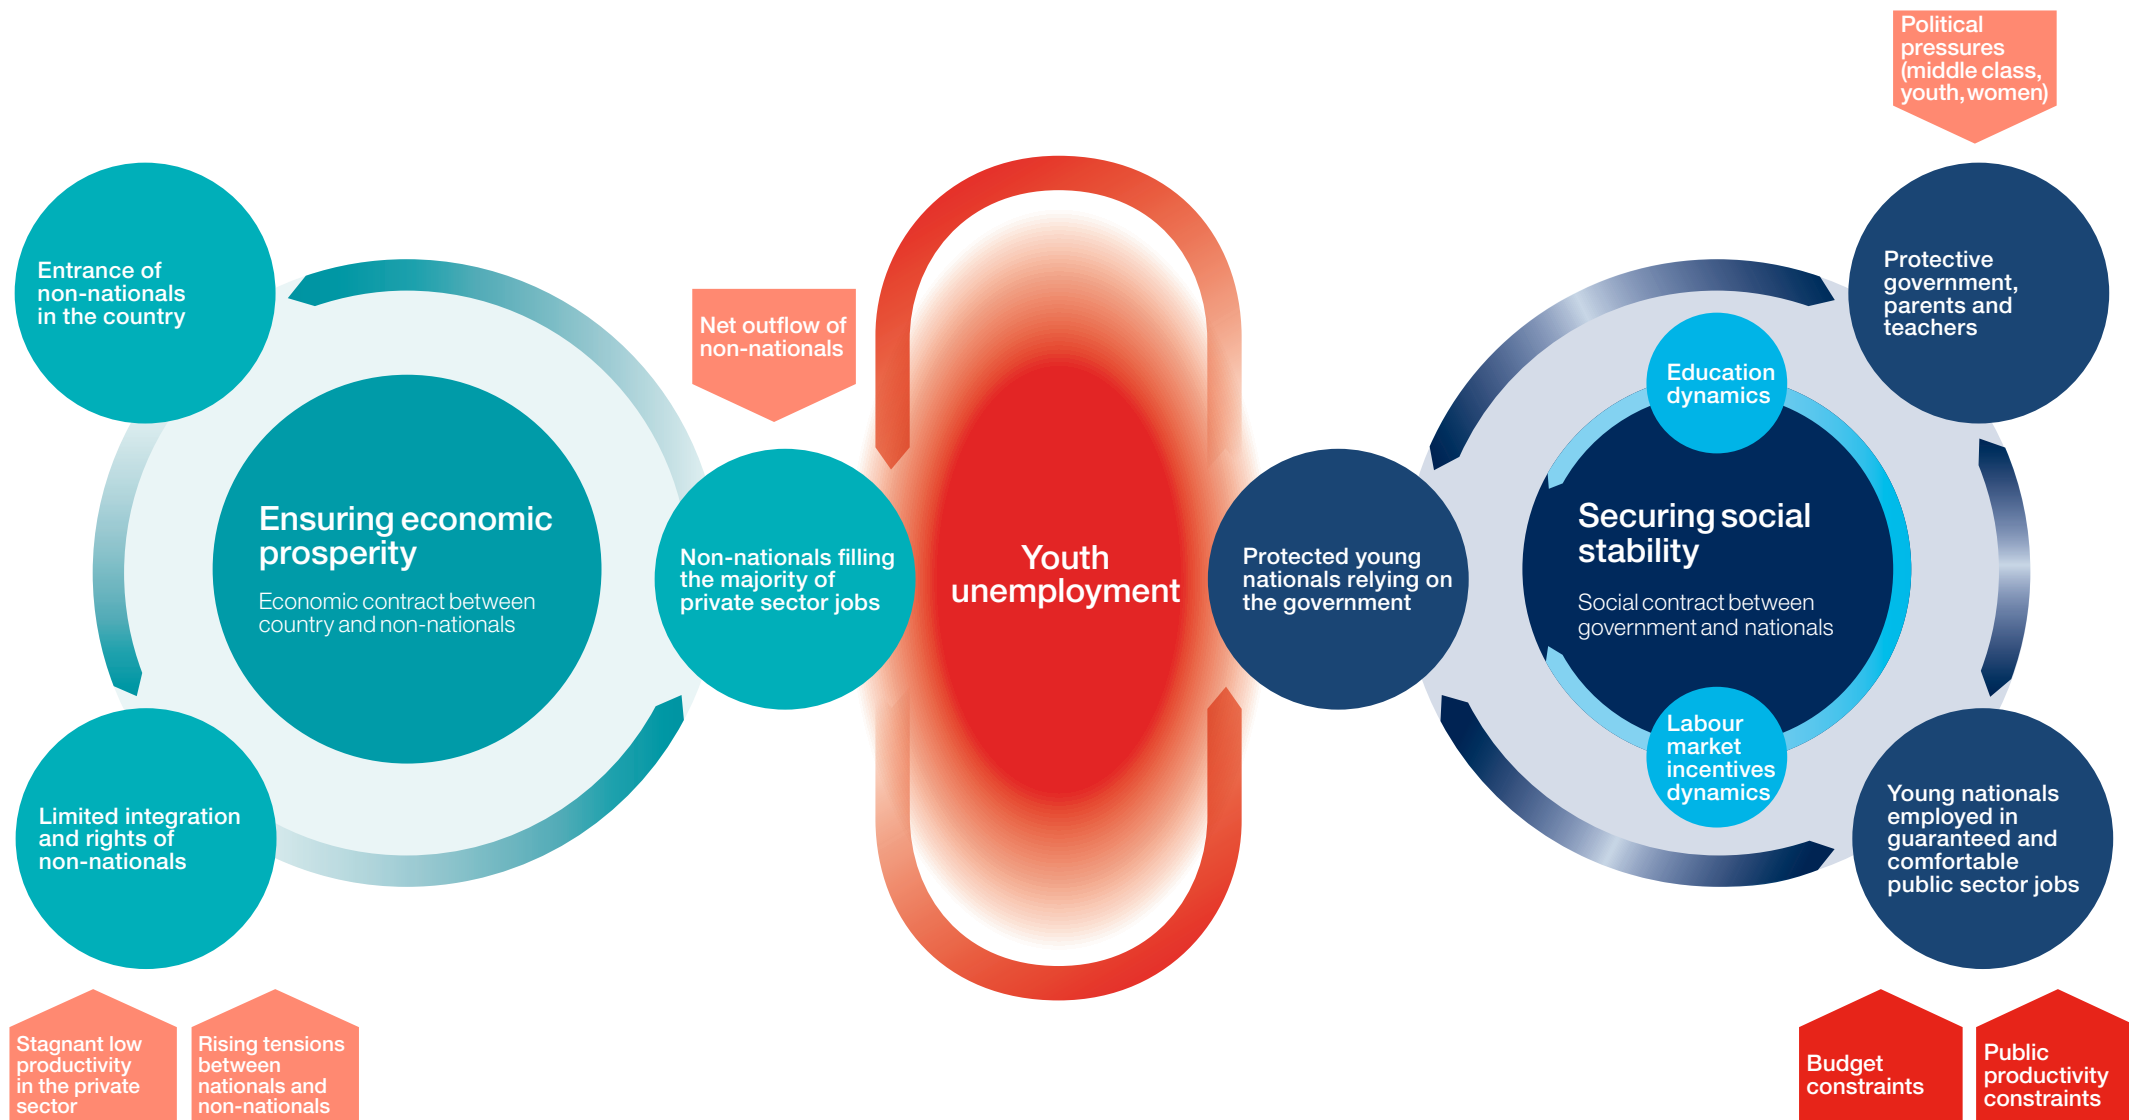 Political
pressures
(middle class,
youth, women)
Entrance of
non-nationals
in the country
Protective
government,
parents and
teachers
Net outflow of
non-nationals
Education
dynamics
Ensuring economic
prosperity
Economic contract between
country and non-nationals
Non-nationals filling
the majority of
private sector jobs
Youth
unemployment
Protected young
nationals relying on
the government
Securing social
stability
Social contract between
government and nationals
Labour
market
incentives
dynamics
Limited integration
and rights of
non-nationals
Young nationals
employed in
guaranteed and
comfortable
public sector jobs
Stagnant low
productivity
in the private
sector
Rising tensions
between
nationals and
non-nationals
Budget
constraints
Public
productivity
constraints